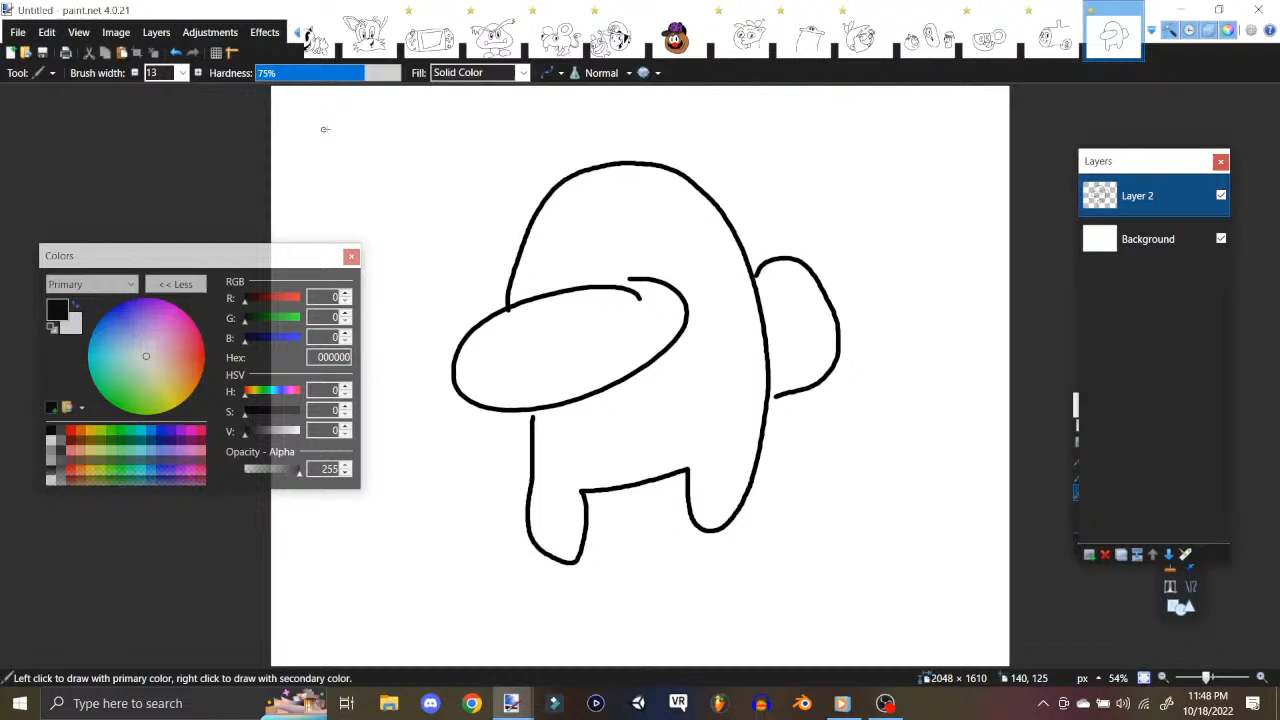 Untitled - paint.net 4.0.21
File Edit View Image Layers Adjustments Effects
Tool: Brush width: 13 Hardness: 75% Fill: Solid Color Normal
Layers
Layer 2
Background
Colors
Primary << Less
RGB
R: 0
G: 0
B: 0
Hex: 000000
HSV
H: 0
S: 0
V: 0
Opacity - Alpha
255
Left click to draw with primary color, right click to draw with secondary color. 2048 × 1610 140, 125 px 54%
Type here to search VR 11:48 PM
10/18/2022